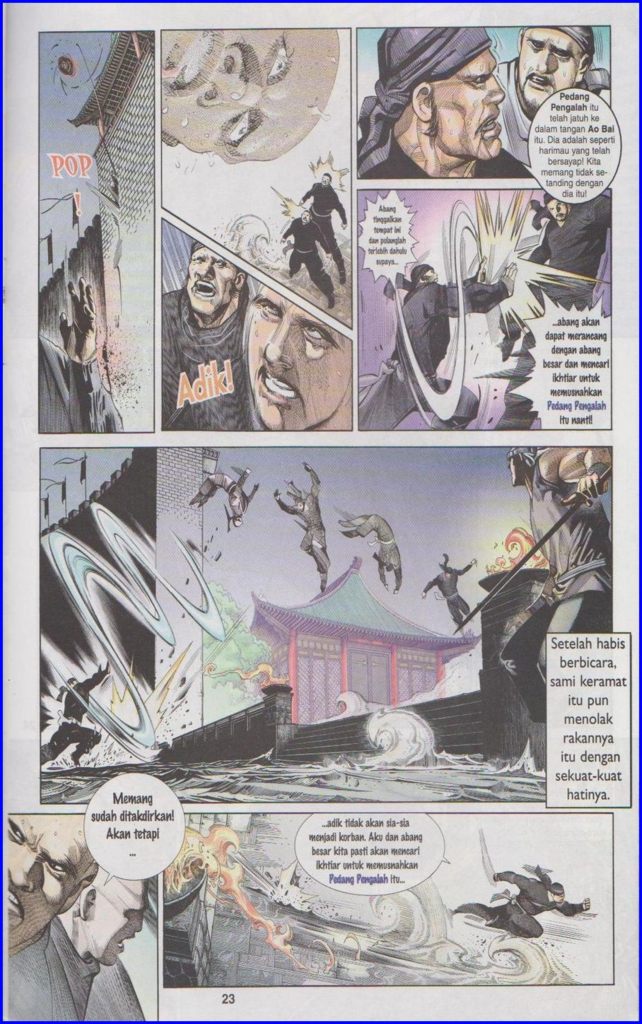 POP
!
Adik!
Pedang
Pengalah itu
telah jatuh ke
dalam tangan Ao Bai
itu. Dia adalah seperti
harimau yang telah
bersayap! Kita
memang tidak se-
tanding dengan
dia itu!
Abang
tinggalkan
tempat ini
dan pulanglah
terlebih dahulu
supaya...
...abang akan
dapat merancang
dengan abang
besar dan mencari
ikhtiar untuk
memusnahkan
Pedang Pengalah
itu nanti!
Setelah habis
berbicara,
sami keramat
itu pun
menolak
rakannya
itu dengan
sekuat-kuat
hatinya.
Memang
sudah ditakdirkan!
Akan tetapi
...
...adik tidak akan sia-sia
menjadi korban. Aku dan abang
besar kita pasti akan mencari
ikhtiar untuk memusnahkan
Pedang Pengalah itu...
23